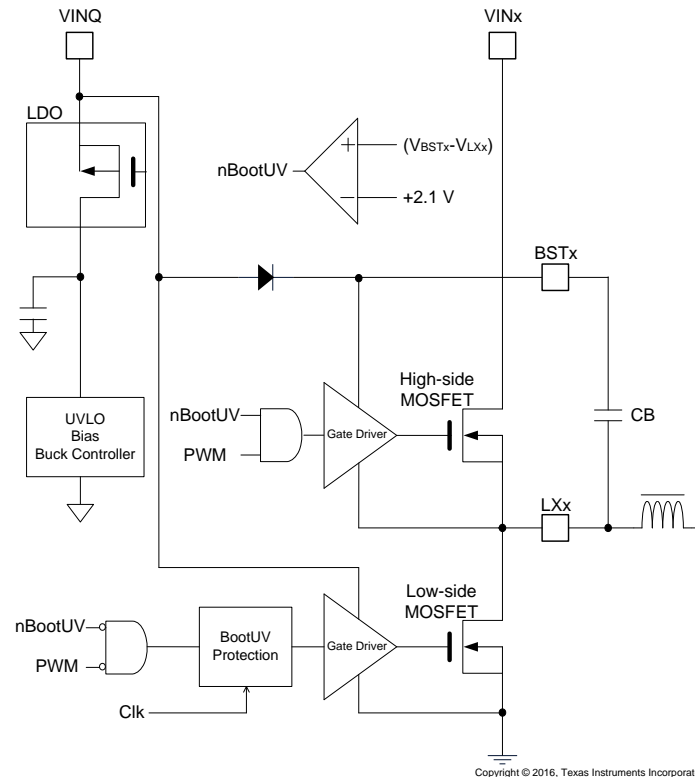 VINQ
VINx
LDO
nBootUV
+
(VBSTx-VLXx)
−
+2.1 V
BSTx
High-side
MOSFET
nBootUV
PWM
Gate Driver
CB
UVLO
Bias
Buck Controller
LXx
Low-side
MOSFET
nBootUV
PWM
BootUV
Protection
Gate Driver
Clk
Copyright © 2016, Texas Instruments Incorporat